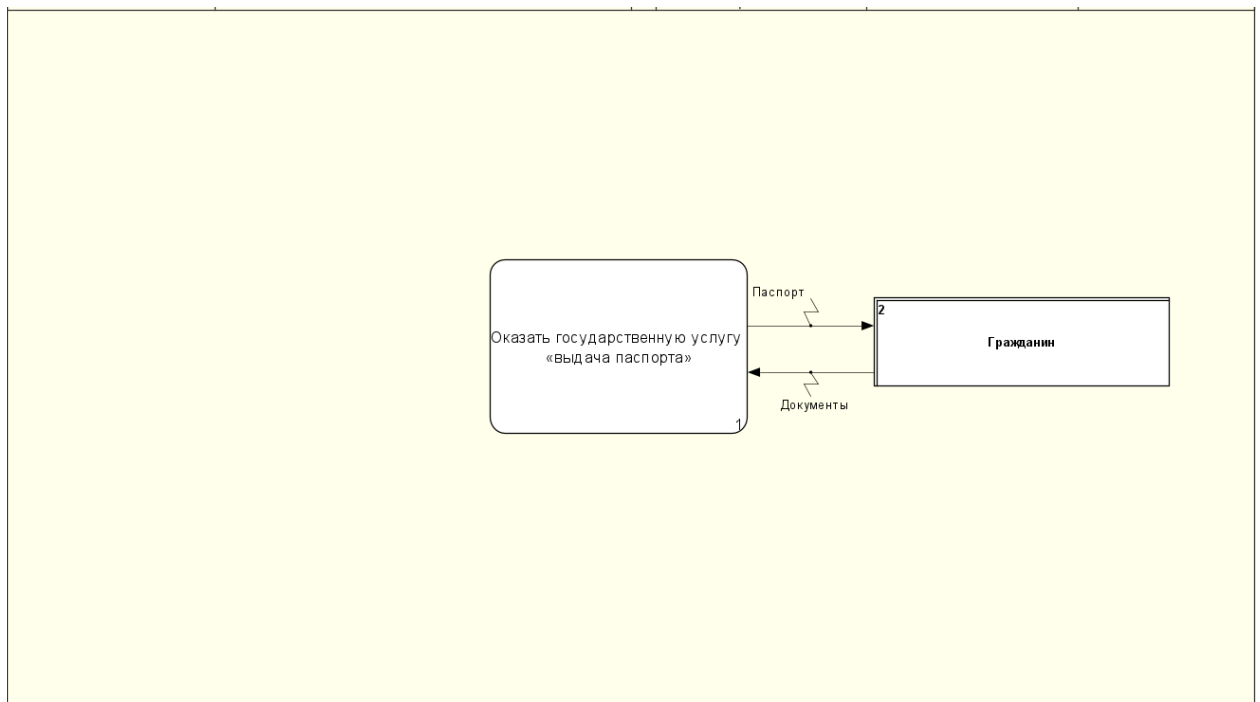 Паспорт
2
Гражданин
Оказать государственную услугу
«выдача паспорта»
Документы
1